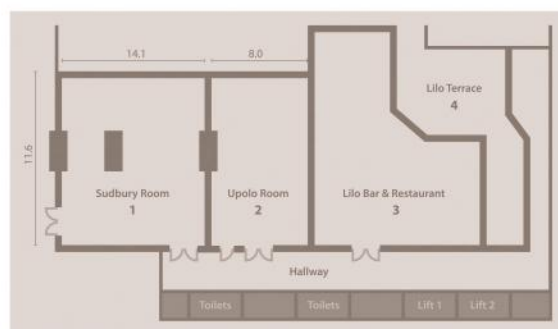 14.1
8.0
11.6
Lilo Terrace
4
Sudbury Room
1
Upolo Room
2
Lilo Bar & Restaurant
3
Hallway
Toilets
Toilets
Lift 1
Lift 2